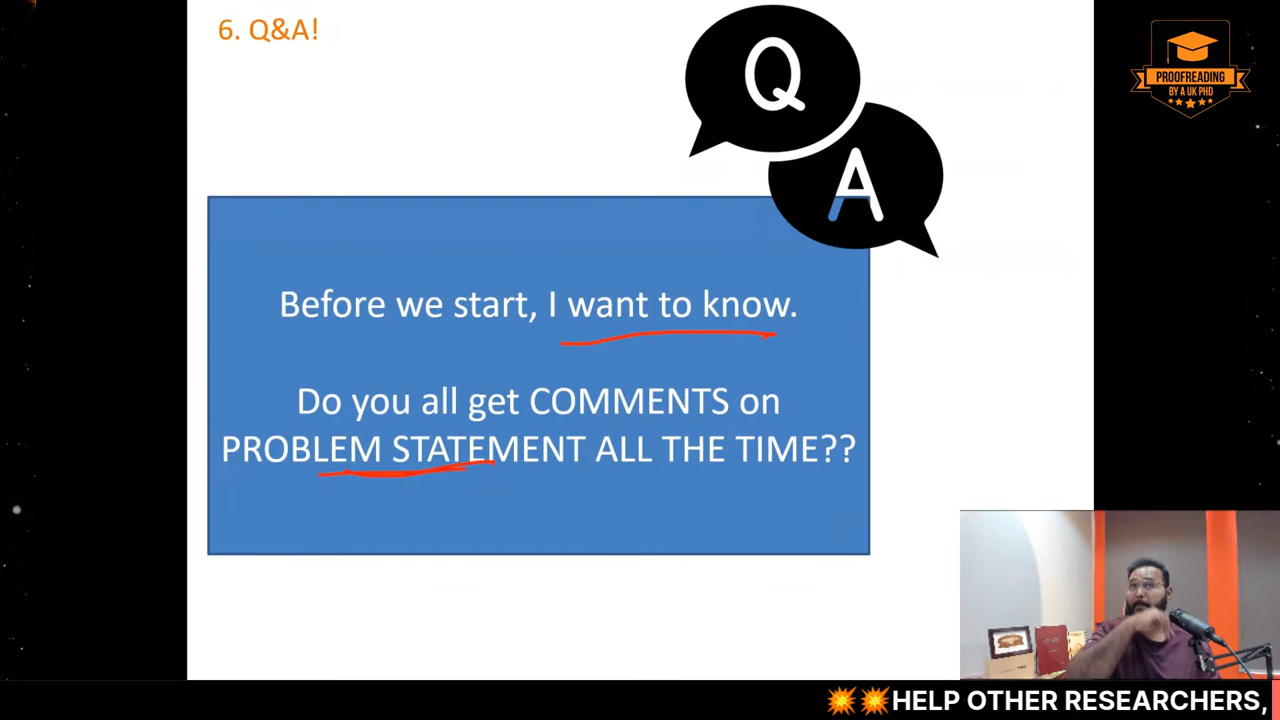 6. Q&A!
Q
A
PROOFREADING
BY A UK PHD
Before we start, I want to know.
Do you all get COMMENTS on
PROBLEM STATEMENT ALL THE TIME??
💥💥HELP OTHER RESEARCHERS,